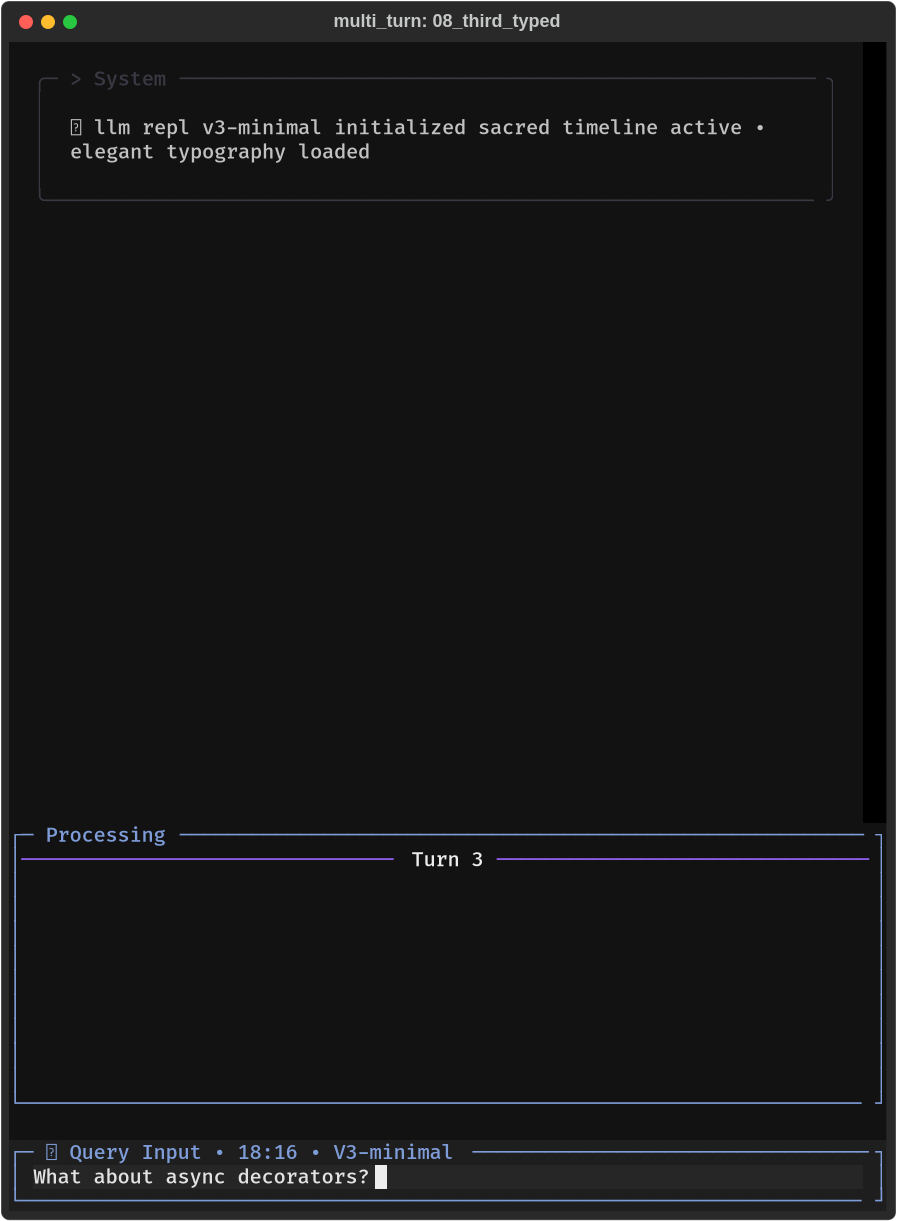 multi_turn: 08_third_typed
> System
llm repl v3-minimal initialized sacred timeline active •
elegant typography loaded
Processing
Turn 3
Query Input • 18:16 • V3-minimal
What about async decorators?